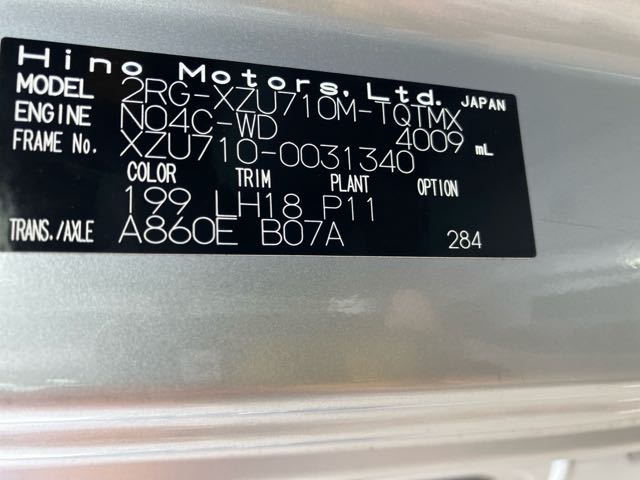 Hino Motors, Ltd. JAPAN
MODEL 2RG-XZU710M-TQTMX
ENGINE N04C-WD 4009 mL
FRAME No. XZU710-0031340
COLOR TRIM PLANT OPTION
199 LH18 P11
TRANS./AXLE A860E B07A 284